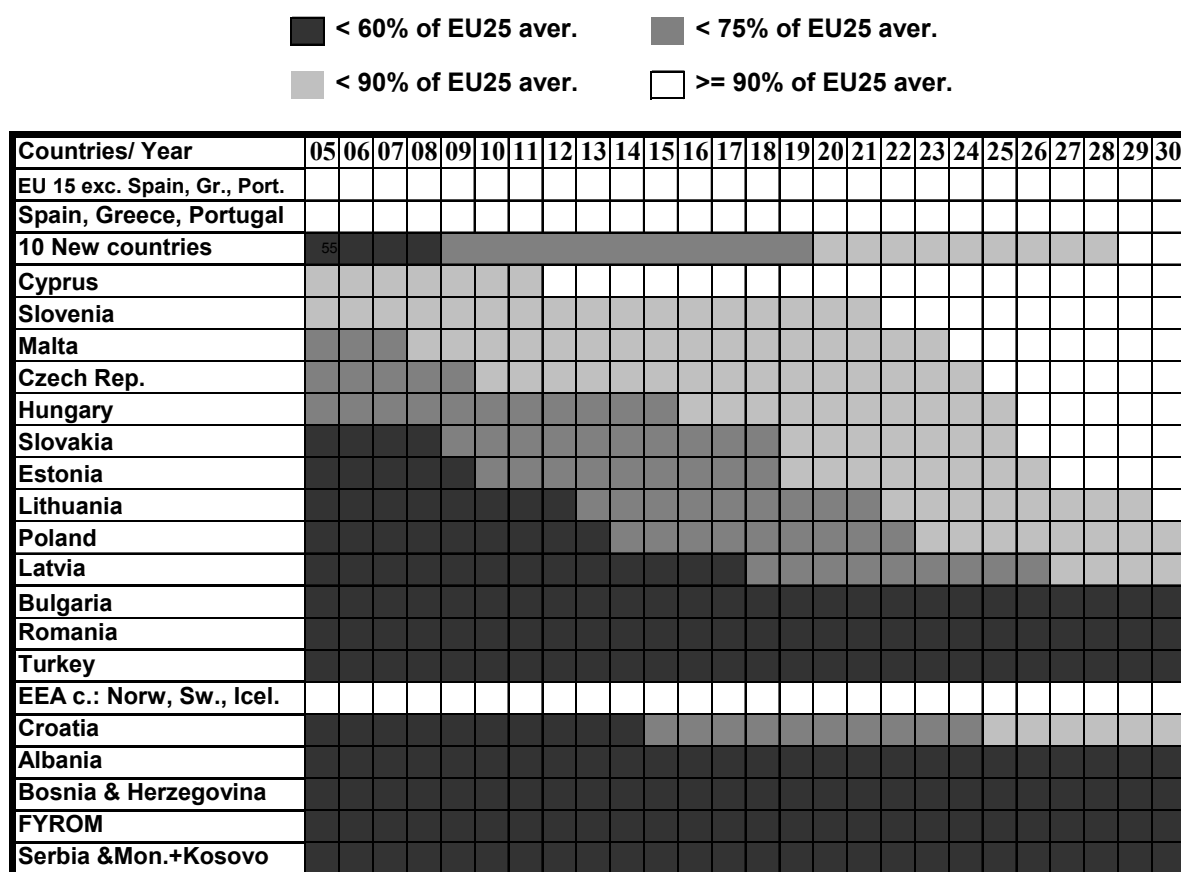 < 60% of EU25 aver. < 75% of EU25 aver.
< 90% of EU25 aver. >= 90% of EU25 aver.
Countries/ Year 05 06 07 08 09 10 11 12 13 14 15 16 17 18 19 20 21 22 23 24 25 26 27 28 29 30
EU 15 exc. Spain, Gr., Port.
Spain, Greece, Portugal
10 New countries 55
Cyprus
Slovenia
Malta
Czech Rep.
Hungary
Slovakia
Estonia
Lithuania
Poland
Latvia
Bulgaria
Romania
Turkey
EEA c.: Norw, Sw., Icel.
Croatia
Albania
Bosnia & Herzegovina
FYROM
Serbia &Mon.+Kosovo